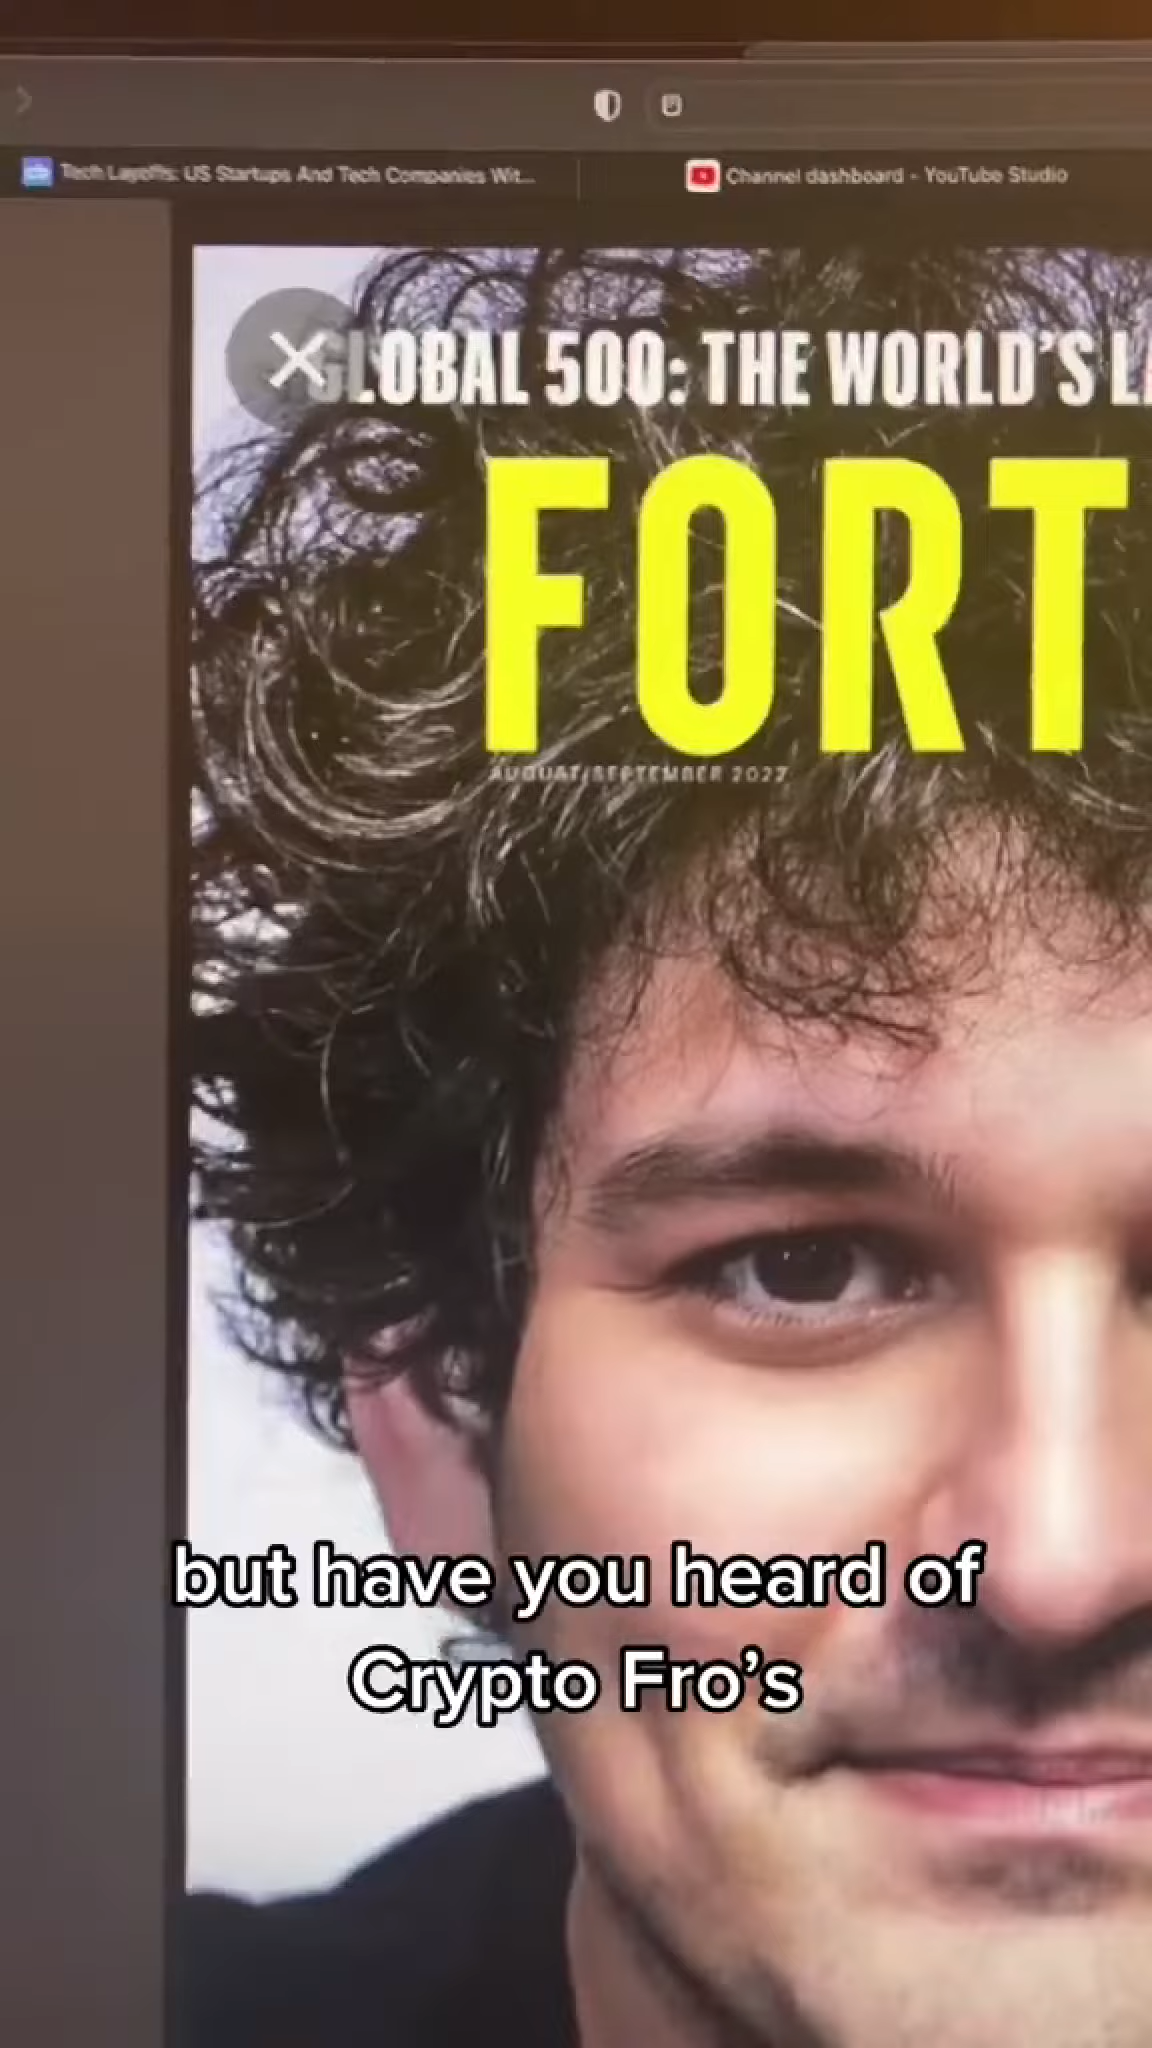 Tech Layoffs: US Startups And Tech Companies Wit...
Channel dashboard - YouTube Studio
GLOBAL 500: THE WORLD'S LA
FORT
AUGUST/SEPTEMBER 2022
but have you heard of
Crypto Fro's